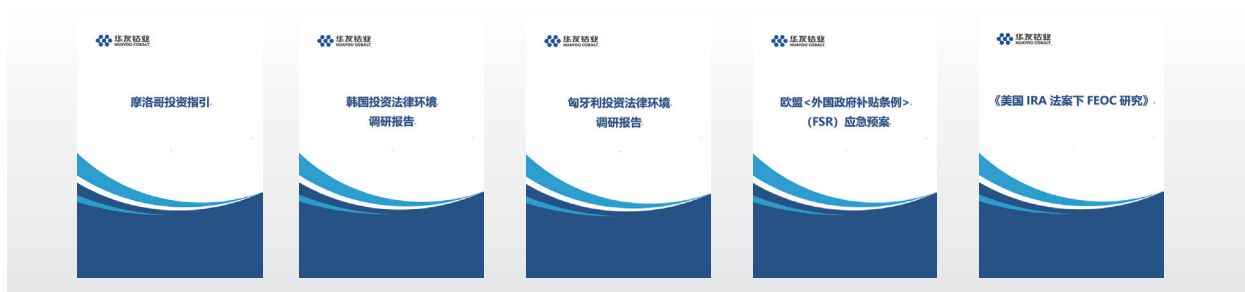 华友钴业
HUAYOU COBALT
摩洛哥投资指引
华友钴业
HUAYOU COBALT
韩国投资法律环境
调研报告
华友钴业
HUAYOU COBALT
匈牙利投资法律环境
调研报告
华友钴业
HUAYOU COBALT
欧盟<外国政府补贴条例>
（FSR）应急预案
华友钴业
HUAYOU COBALT
《美国 IRA 法案下 FEOC 研究》